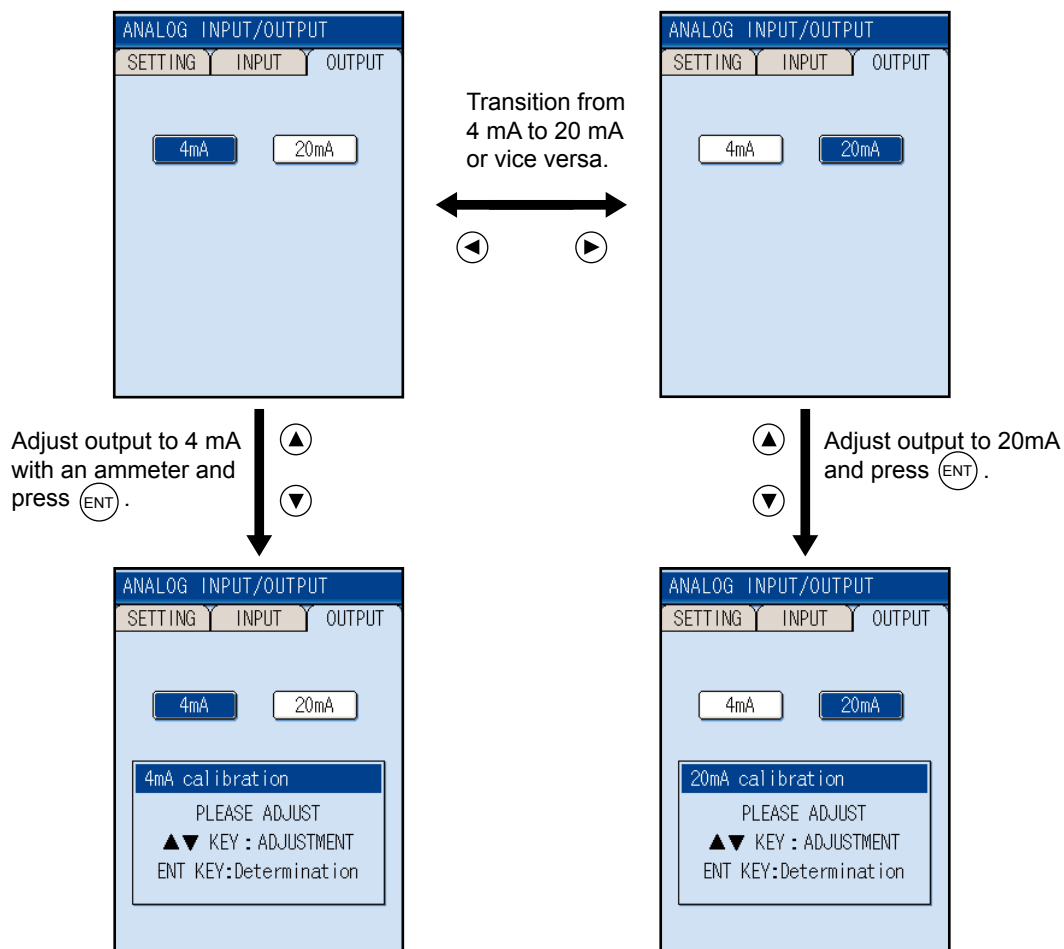 ANALOG INPUT/OUTPUT
SETTING INPUT OUTPUT
4mA 20mA
Transition from
4 mA to 20 mA
or vice versa.
ANALOG INPUT/OUTPUT
SETTING INPUT OUTPUT
4mA 20mA
Adjust output to 4 mA
with an ammeter and
press ENT .
Adjust output to 20mA
and press ENT .
ANALOG INPUT/OUTPUT
SETTING INPUT OUTPUT
4mA 20mA
4mA calibration
PLEASE ADJUST
▲▼ KEY : ADJUSTMENT
ENT KEY:Determination
ANALOG INPUT/OUTPUT
SETTING INPUT OUTPUT
4mA 20mA
20mA calibration
PLEASE ADJUST
▲▼ KEY : ADJUSTMENT
ENT KEY:Determination